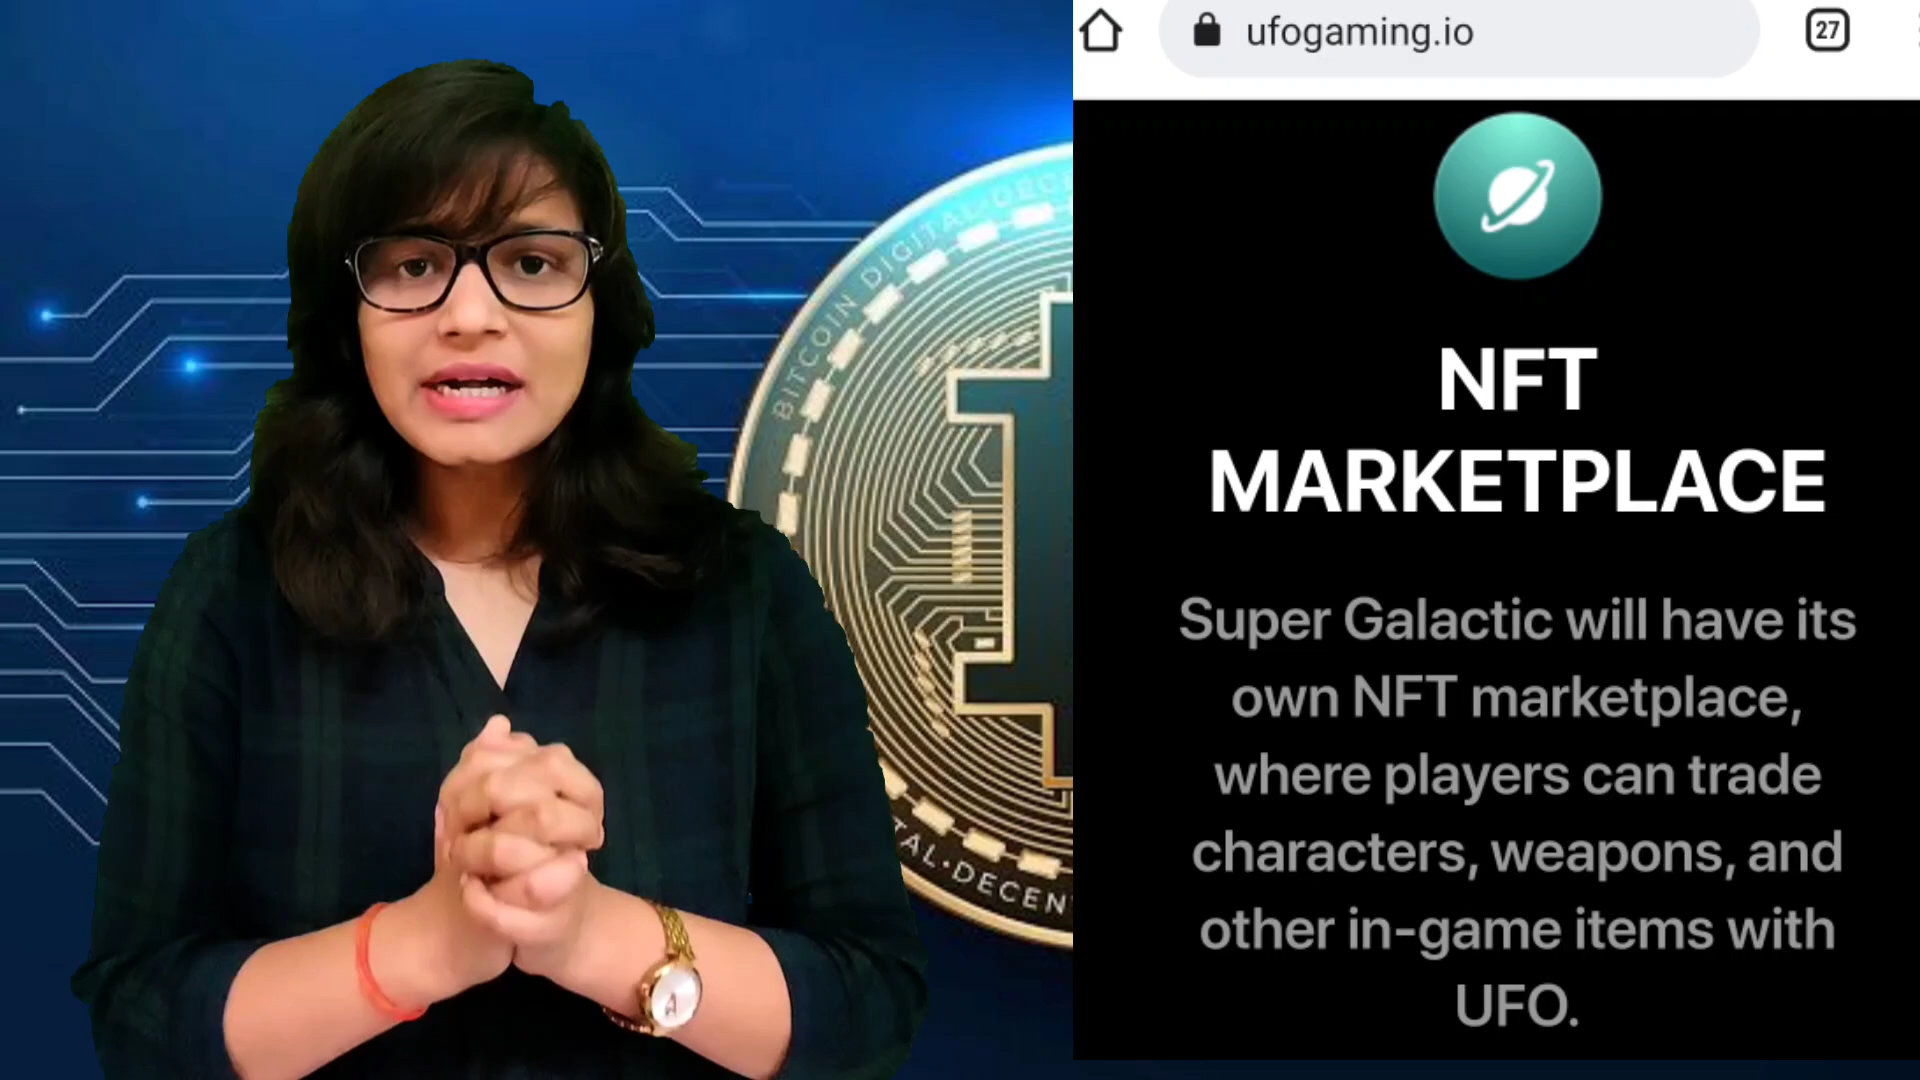 ufogaming.io
27
BITCOIN DIGITAL·DECE
NFT
MARKETPLACE
Super Galactic will have its
own NFT marketplace,
where players can trade
characters, weapons, and
other in-game items with
UFO.
TAL·DECEN
A